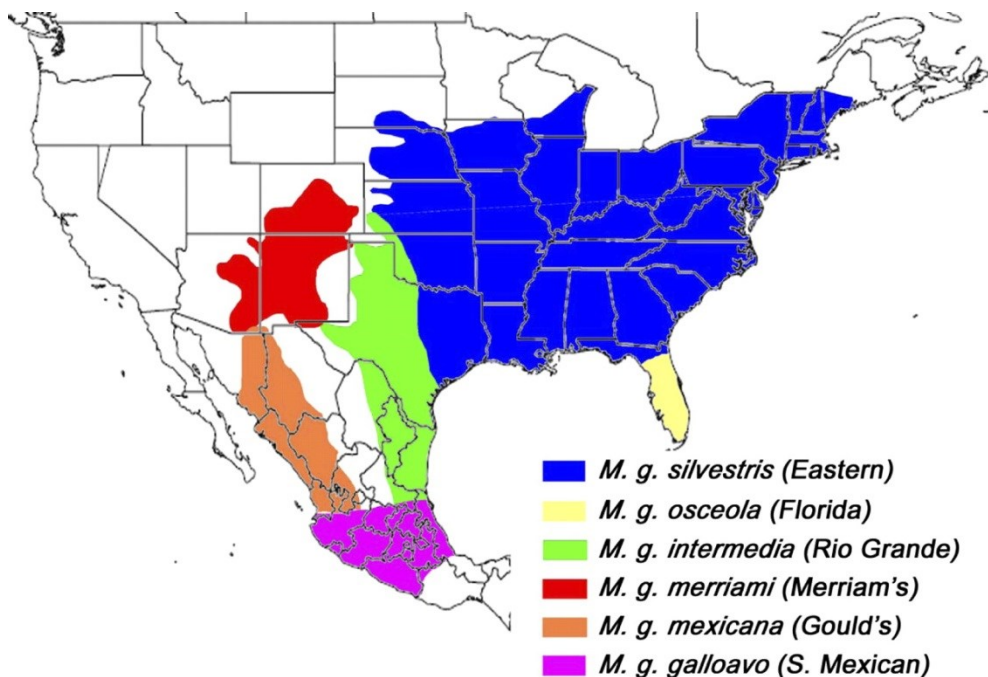 M. g. silvestris (Eastern)
M. g. osceola (Florida)
M. g. intermedia (Rio Grande)
M. g. merriami (Merriam's)
M. g. mexicana (Gould's)
M. g. galloavo (S. Mexican)